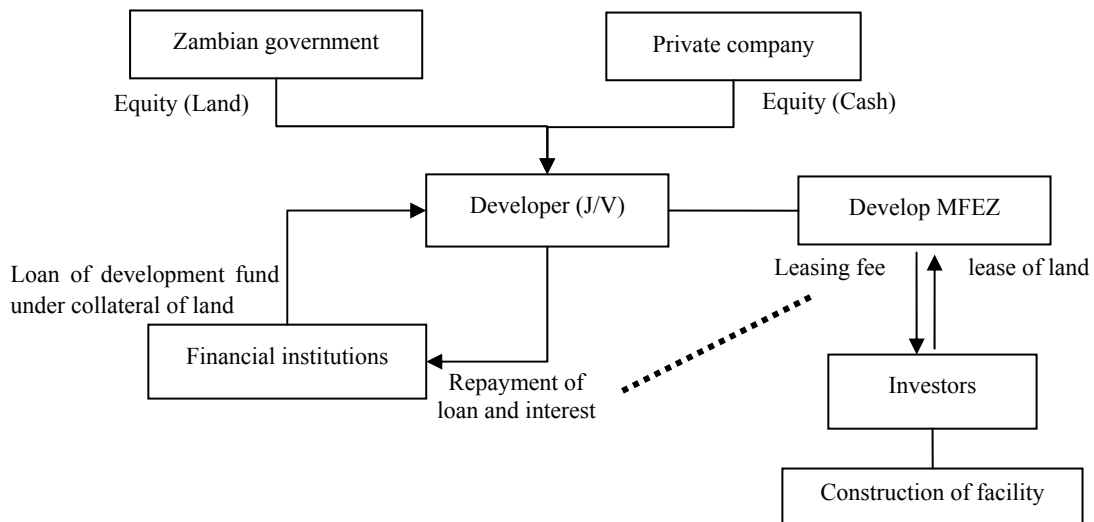 Zambian government
Private company
Equity (Land)
Equity (Cash)
Developer (J/V)
Develop MFEZ
Loan of development fund
under collateral of land
Leasing fee
lease of land
Financial institutions
Repayment of
loan and interest
Investors
Construction of facility